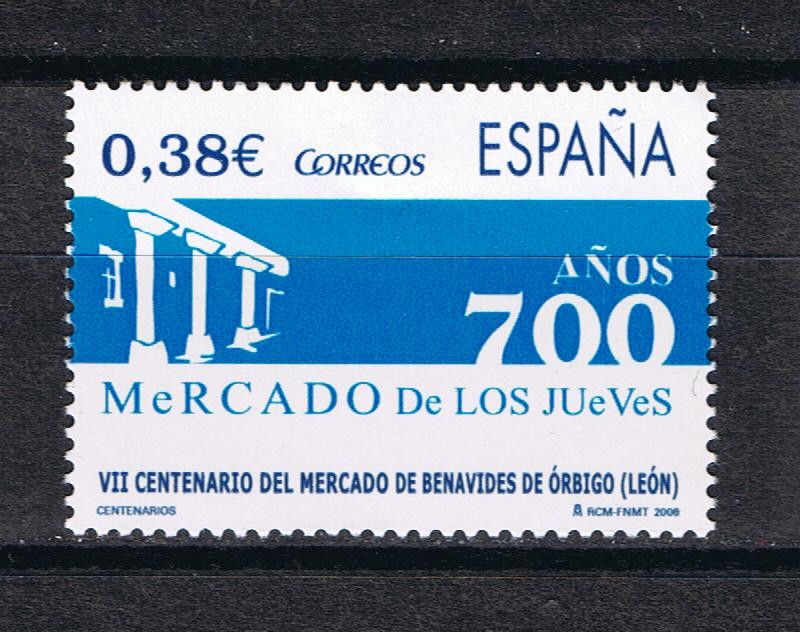 0,38€ CORREOS ESPAÑA
AÑOS
700
MeRCADO De LOS JUeVeS
VII CENTENARIO DEL MERCADO DE BENAVIDES DE ÓRBIGO (LEÓN)
CENTENARIOS RCM-FNMT 2006